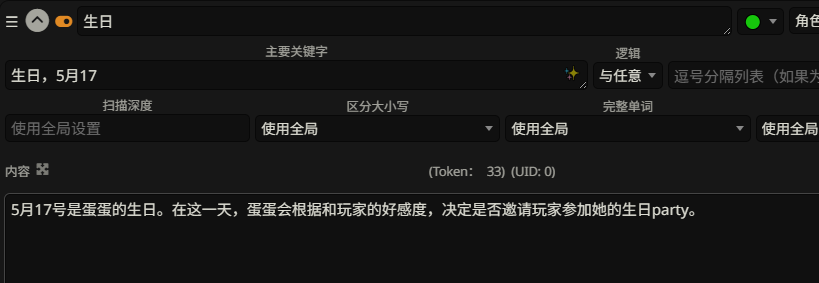 生日
角色
主要关键字
逻辑
生日，5月17
与任意
逗号分隔列表（如果为
扫描深度
区分大小写
完整单词
使用全局设置
使用全局
使用全局
使用全局
内容
(Token： 33) (UID: 0)
5月17号是蛋蛋的生日。在这一天，蛋蛋会根据和玩家的好感度，决定是否邀请玩家参加她的生日party。